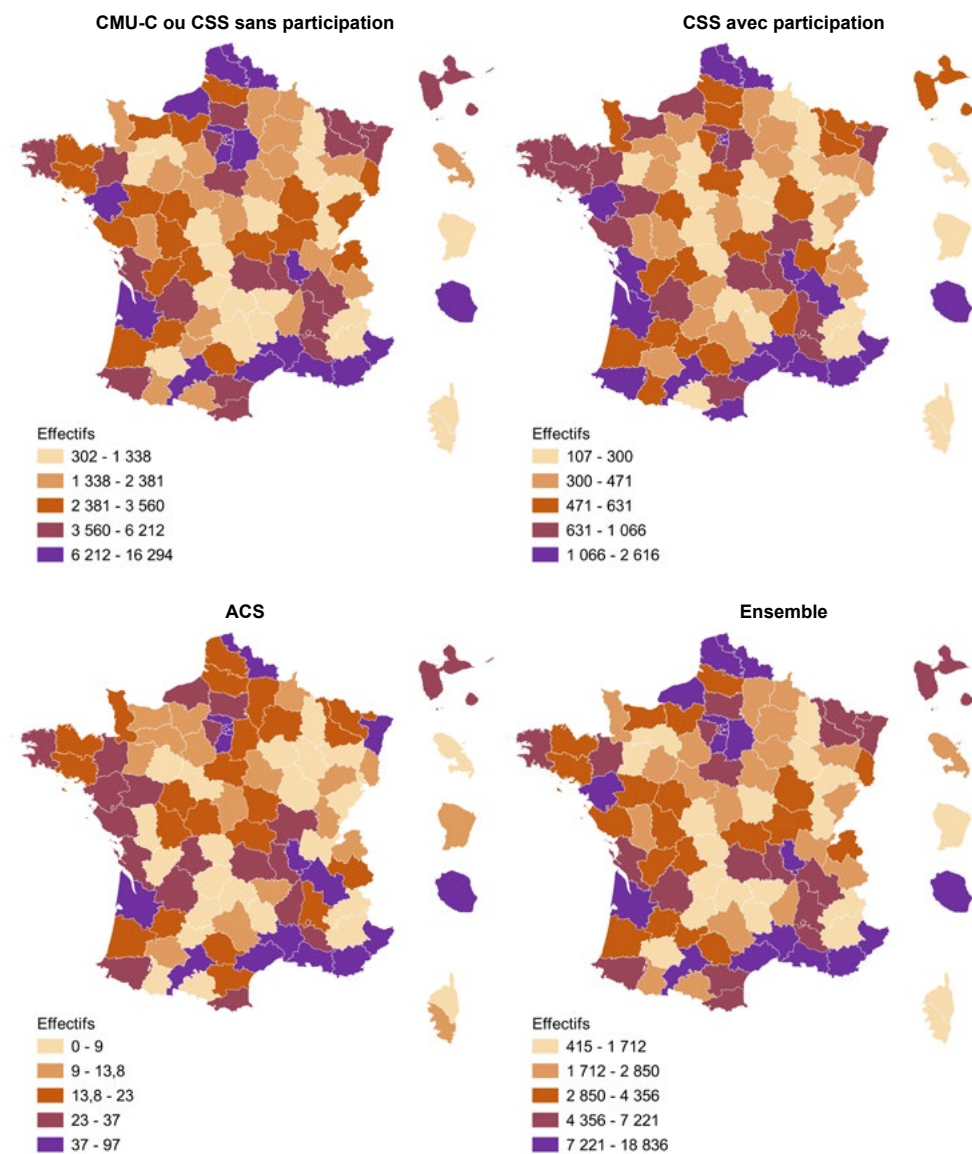 CMU-C ou CSS sans participation
CSS avec participation
Effectifs
302 - 1 338
1 338 - 2 381
2 381 - 3 560
3 560 - 6 212
6 212 - 16 294
Effectifs
107 - 300
300 - 471
471 - 631
631 - 1 066
1 066 - 2 616
ACS
Ensemble
Effectifs
0 - 9
9 - 13,8
13,8 - 23
23 - 37
37 - 97
Effectifs
415 - 1 712
1 712 - 2 850
2 850 - 4 356
4 356 - 7 221
7 221 - 18 836